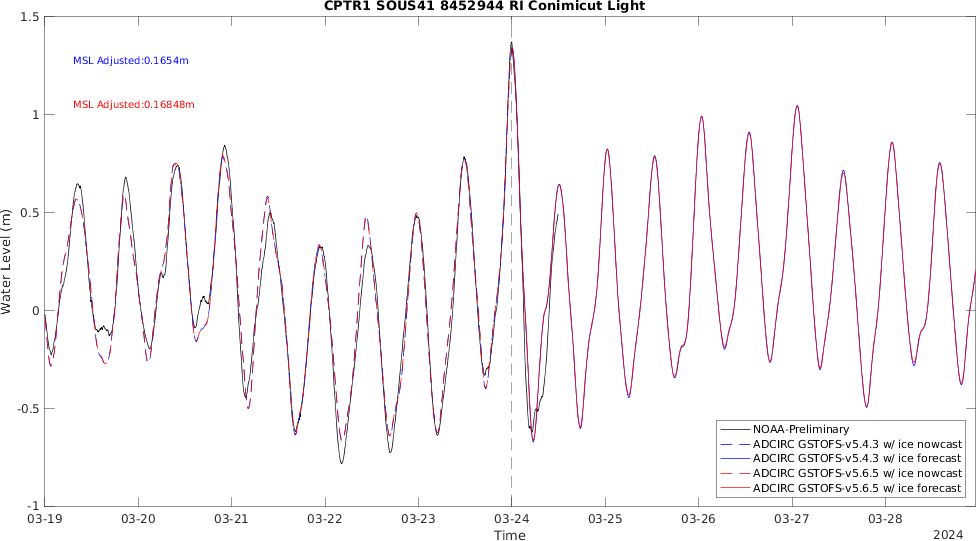 CPTR1 SOUS41 8452944 RI Conimicut Light
1.5
MSL Adjusted:0.1654m
MSL Adjusted:0.16848m
1
0.5
0
-0.5
-1
Water Level (m)
NOAA-Preliminary
ADCIRC GSTOFS-v5.4.3 w/ ice nowcast
ADCIRC GSTOFS-v5.4.3 w/ ice forecast
ADCIRC GSTOFS-v5.6.5 w/ ice nowcast
ADCIRC GSTOFS-v5.6.5 w/ ice forecast
03-19 03-20 03-21 03-22 03-23 03-24 03-25 03-26 03-27 03-28
Time
2024